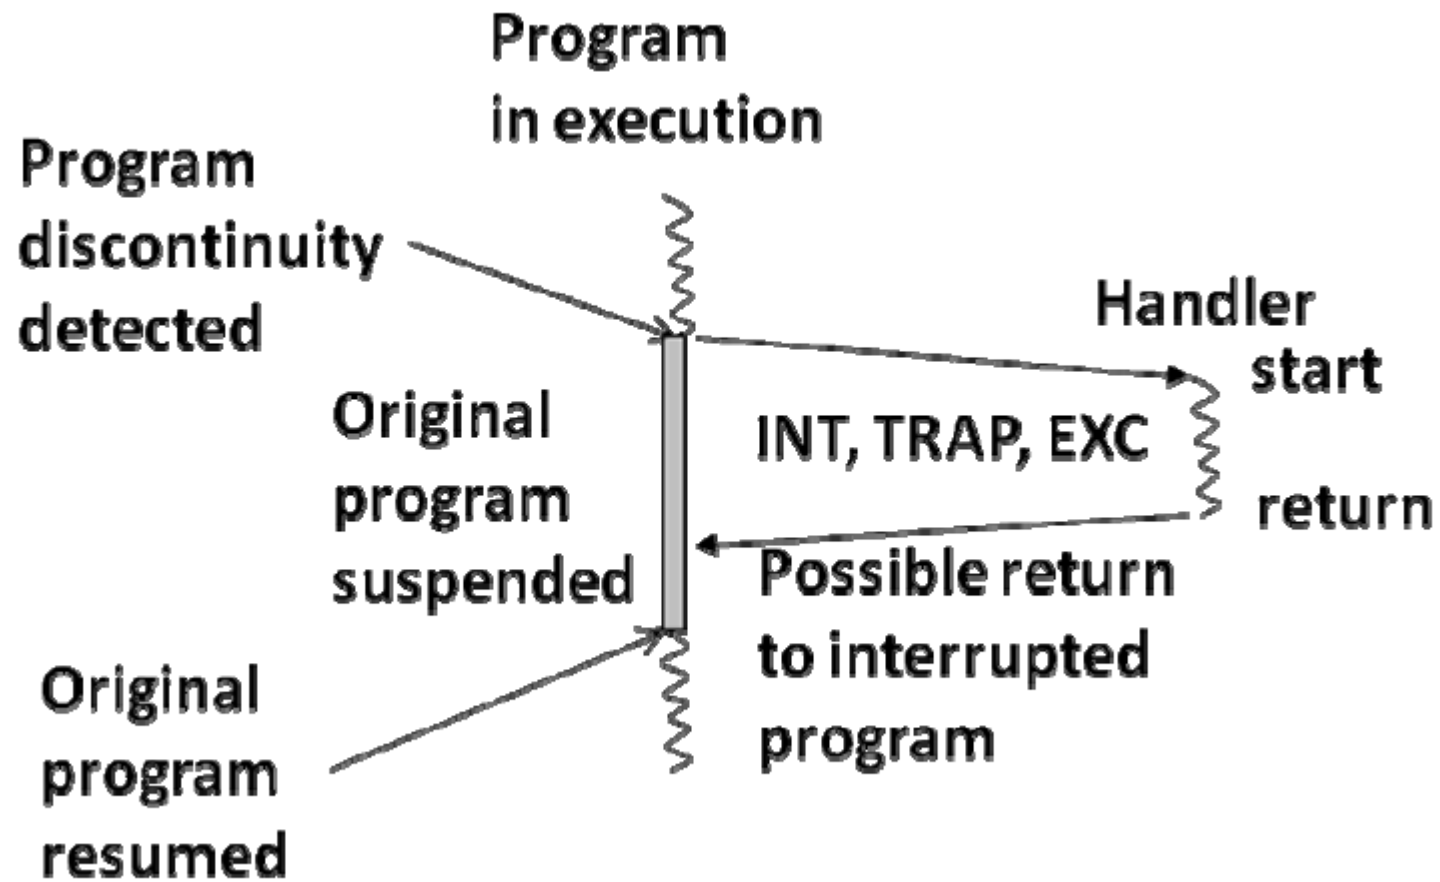 Program
in execution
Program
discontinuity
detected
Handler
start
Original
program
suspended
INT, TRAP, EXC
return
Possible return
to interrupted
program
Original
program
resumed